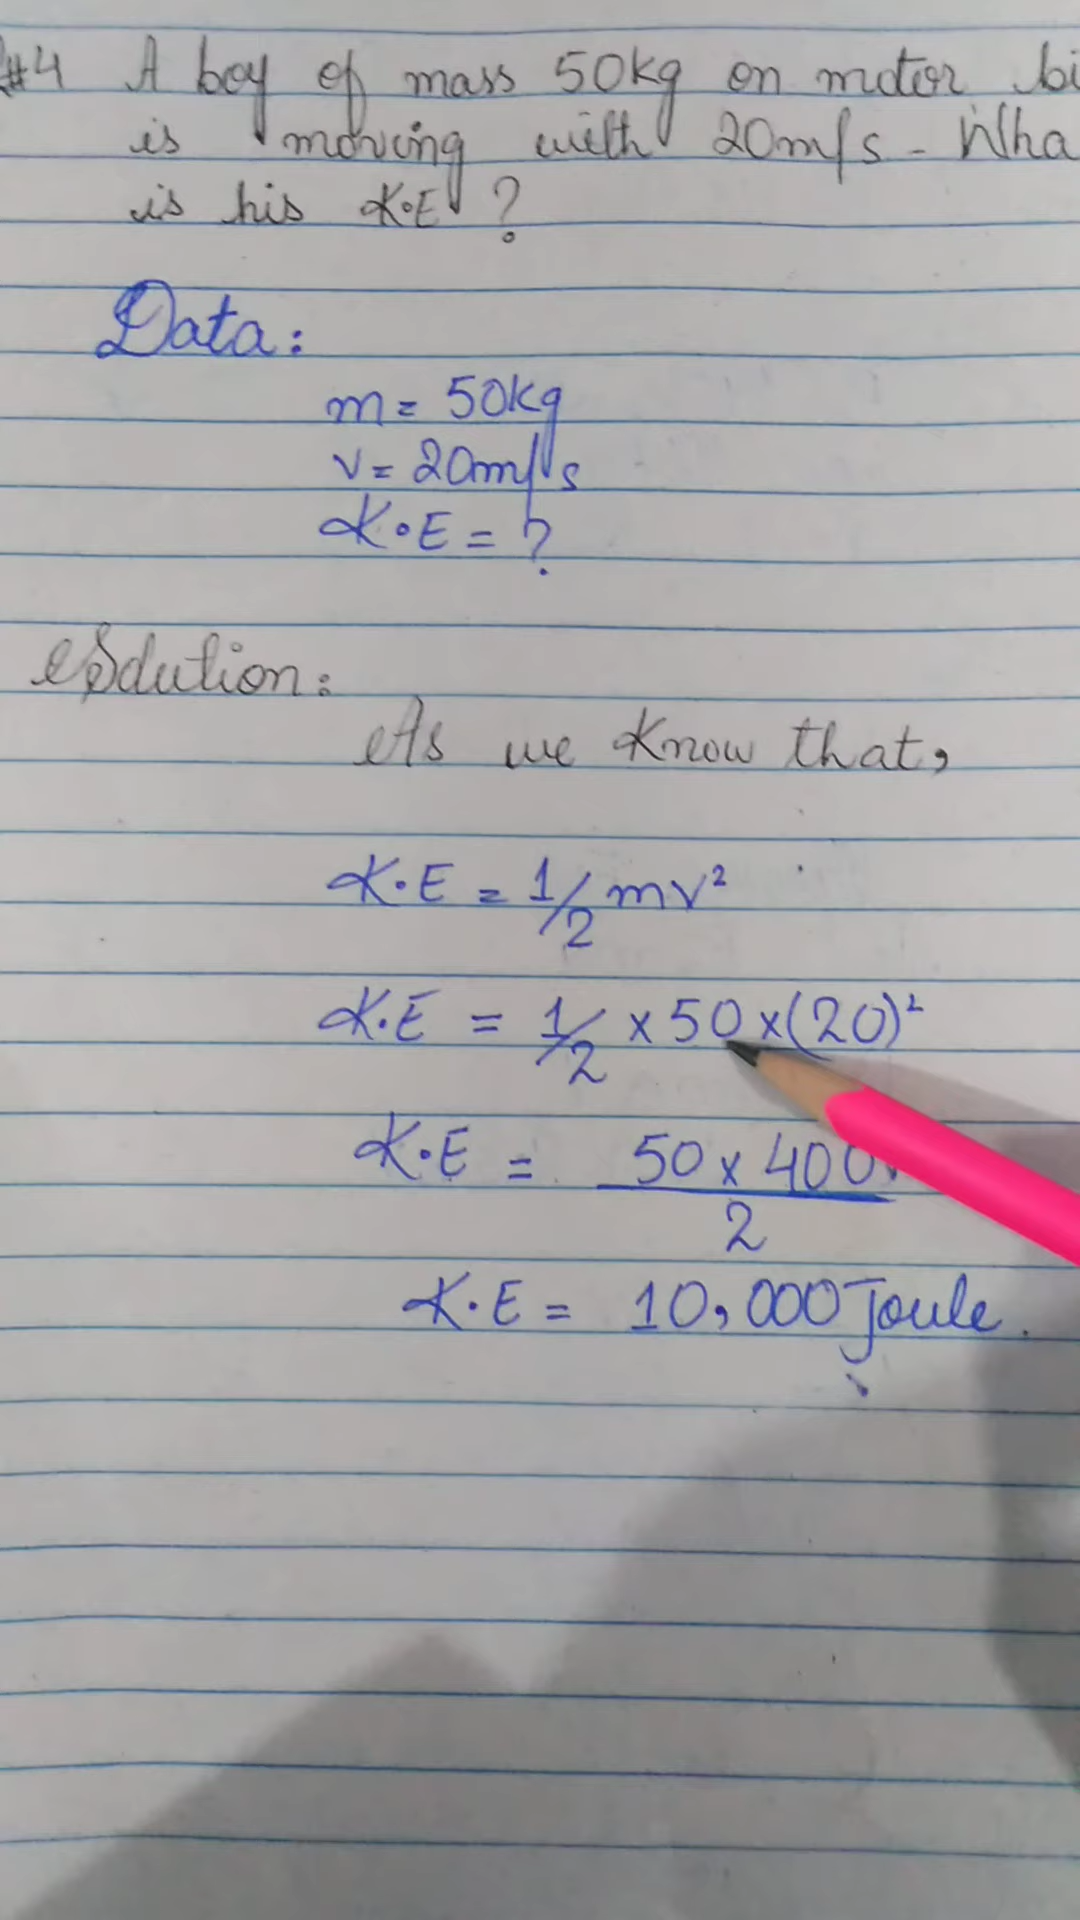 #4 A boy of mass 50kg on motor bi
is moving with 20m/s - Wha
is his K.E ?
Data:
m = 50kg
v = 20m/s
K.E = ?
Solution:
As we know that,
K.E = 1/2 mv²
K.E = 1/2 x 50 x (20)²
K.E = 50 x 400
2
K.E = 10,000 Joule.